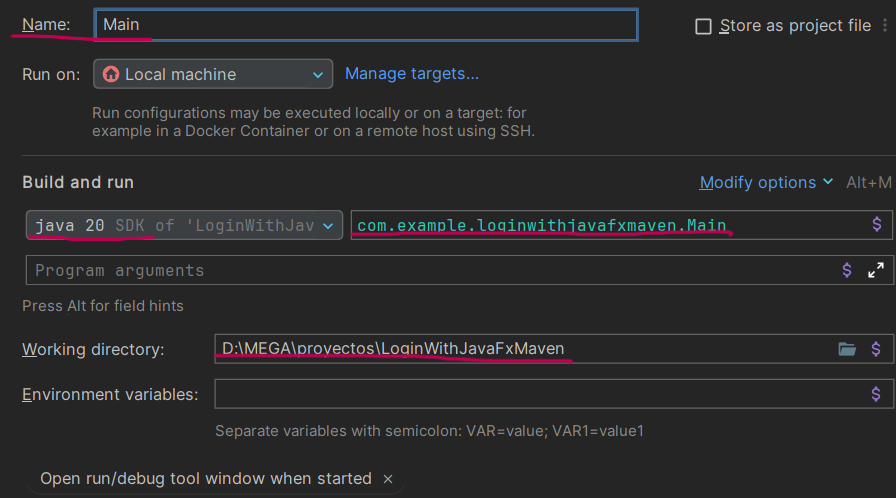 Name: Main Store as project file
Run on: Local machine Manage targets...
Run configurations may be executed locally or on a target: for
example in a Docker Container or on a remote host using SSH.
Build and run Modify options Alt+M
java 20 SDK of 'LoginWithJav com.example.loginwithjavafxmaven.Main $
Program arguments $
Press Alt for field hints
Working directory: D:\MEGA\proyectos\LoginWithJavaFxMaven $
Environment variables: $
Separate variables with semicolon: VAR=value; VAR1=value1
Open run/debug tool window when started ×